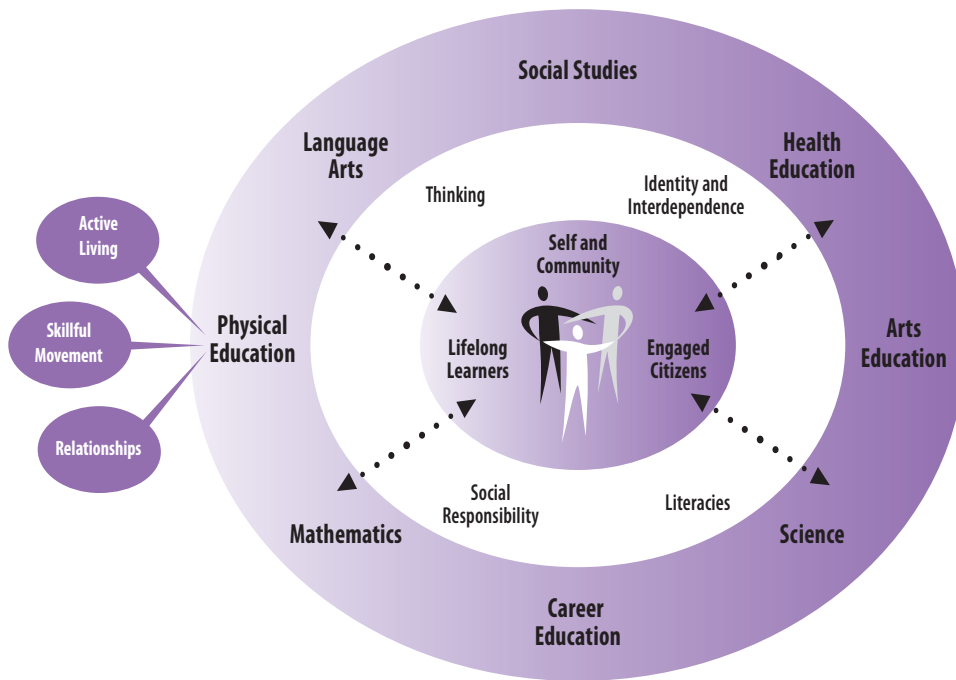 Social Studies
Language
Arts
Health
Education
Thinking
Identity and
Interdependence
Active
Living
Self and
Community
Skillful
Movement
Physical
Education
Lifelong
Learners
Engaged
Citizens
Arts
Education
Relationships
Social
Responsibility
Literacies
Mathematics
Science
Career
Education